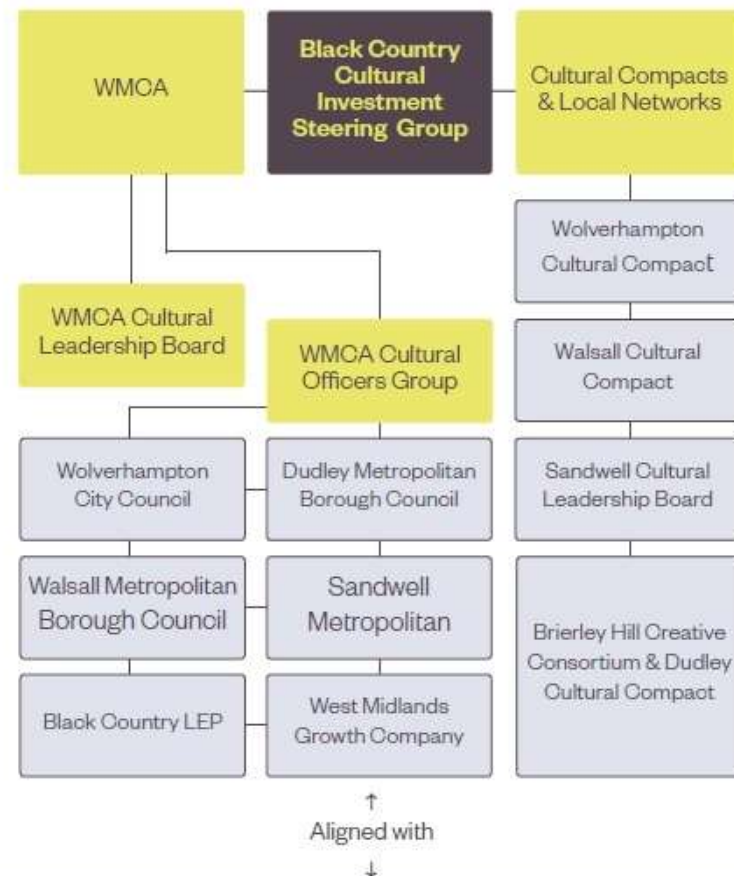 WMCA
Black Country
Cultural
Investment
Steering Group
Cultural Compacts
& Local Networks
WMCA Cultural
Leadership Board
WMCA Cultural
Officers Group
Wolverhampton
City Council
Dudley Metropolitan
Borough Council
Walsall Metropolitan
Borough Council
Sandwell
Metropolitan
Black Country LEP
West Midlands
Growth Company
Wolverhampton
Cultural Compact
Walsall Cultural
Compact
Sandwell Cultural
Leadership Board
Brierley Hill Creative
Consortium & Dudley
Cultural Compact
↑
Aligned with
↓